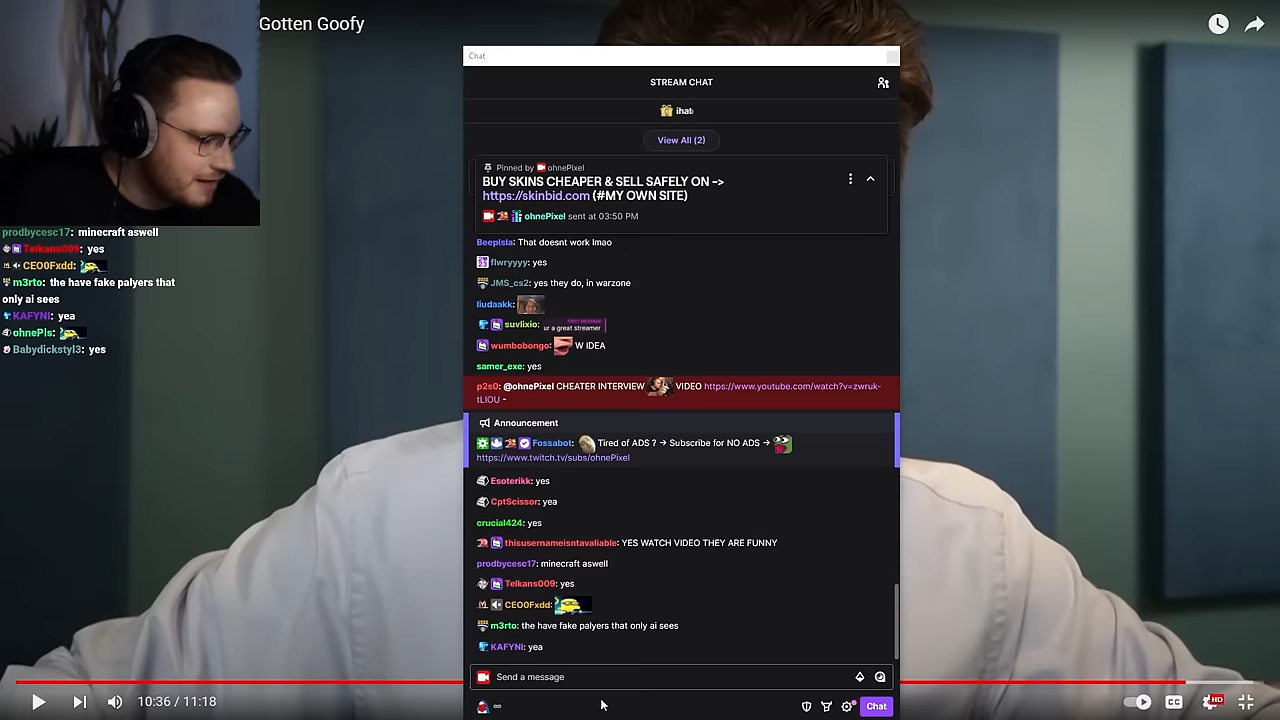 Gotten Goofy
prodbycesc17: minecraft aswell
Telkans009: yes
CEO0Fxdd:
m3rto: the have fake palyers that
only ai sees
KAFYNI: yea
ohnePls:
Babydickstyl3: yes
Chat
STREAM CHAT
ihat
View All (2)
Pinned by ohnePixel
BUY SKINS CHEAPER & SELL SAFELY ON ->
https://skinbid.com (#MY OWN SITE)
ohnePixel sent at 03:50 PM
Beeplsla: That doesnt work lmao
flwryyyy: yes
JMS_cs2: yes they do, in warzone
liudaakk:
FIRST MESSAGE
suvlixio: ur a great streamer
wumbobongo: W IDEA
samer_exe: yes
p2s0: @ohnePixel CHEATER INTERVIEW VIDEO https://www.youtube.com/watch?v=zwruk-
tLIOU -
Announcement
Fossabot: Tired of ADS ? → Subscribe for NO ADS →
https://www.twitch.tv/subs/ohnePixel
Esoterikk: yes
CptScissor: yea
crucial424: yes
thisusernameisntavaliable: YES WATCH VIDEO THEY ARE FUNNY
prodbycesc17: minecraft aswell
Telkans009: yes
CEO0Fxdd:
m3rto: the have fake palyers that only ai sees
KAFYNI: yea
Send a message
∞
Chat
10:36 / 11:18
CC
HD